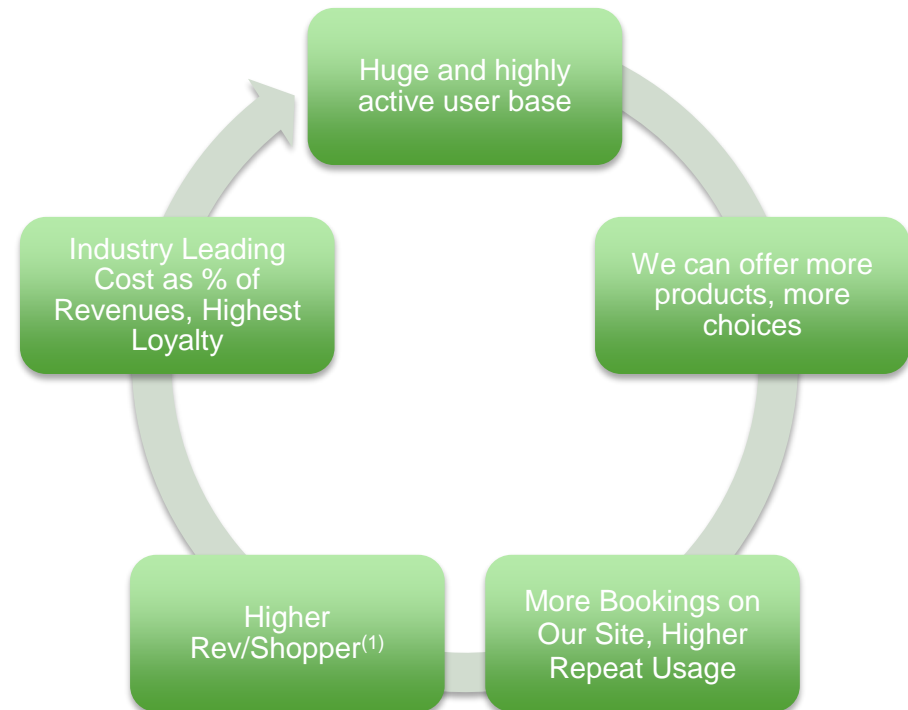 Huge and highly
active user base
We can offer more
products, more
choices
More Bookings on
Our Site, Higher
Repeat Usage
Higher
Rev/Shopper(1)
Industry Leading
Cost as % of
Revenues, Highest
Loyalty